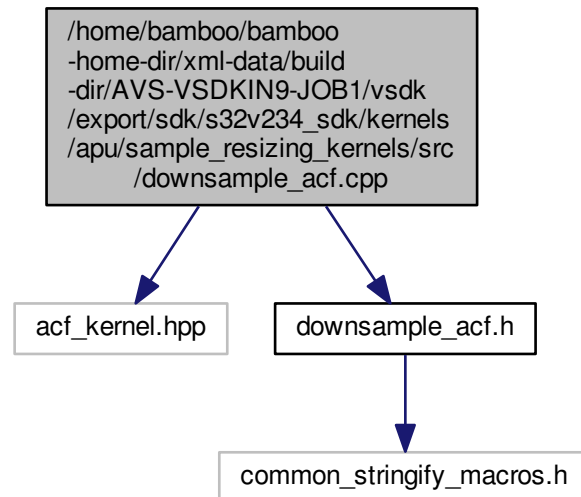 /home/bamboo/bamboo
-home-dir/xml-data/build
-dir/AVS-VSDKIN9-JOB1/vsdk
/export/sdk/s32v234_sdk/kernels
/apu/sample_resizing_kernels/src
/downsample_acf.cpp
acf_kernel.hpp
downsample_acf.h
common_stringify_macros.h